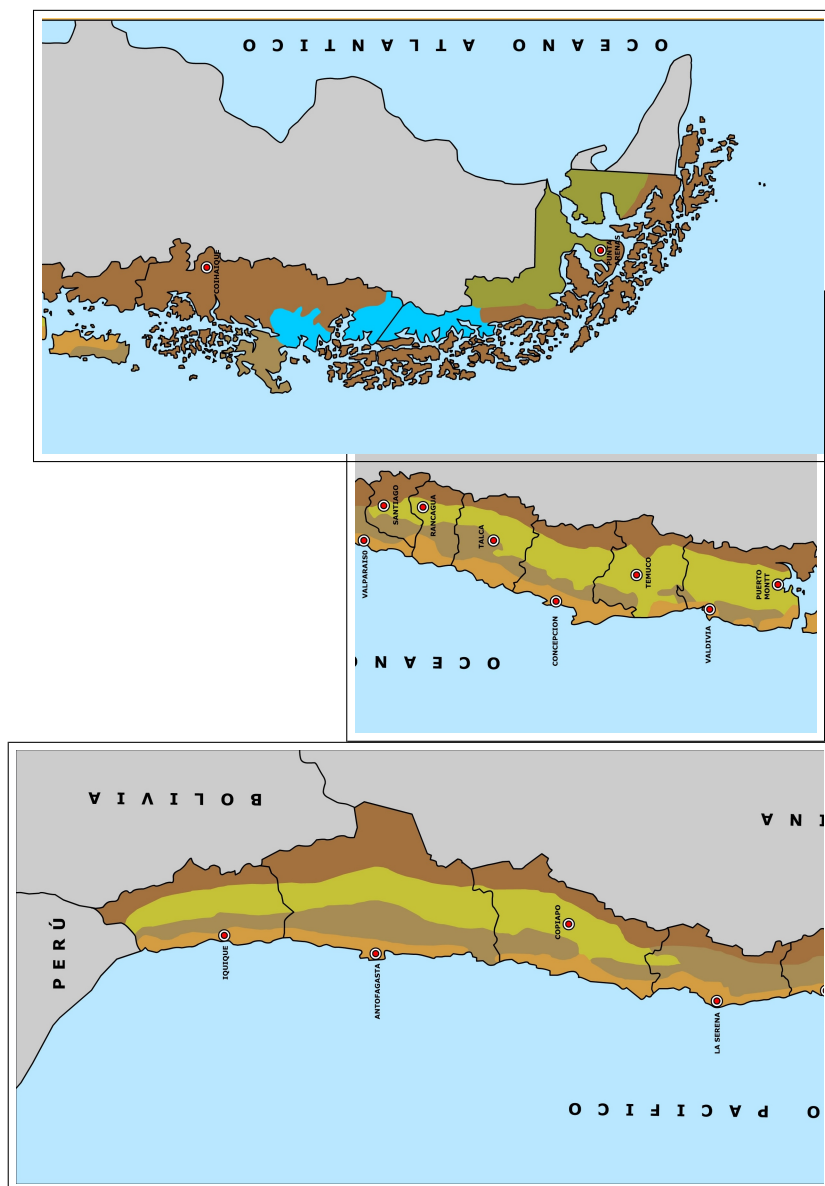 OCEANO ATLANTICO
COIHAIQUE
PUNTA
ARENAS
SANTIAGO
RANCAGUA
VALPARAISO
TALCA
CONCEPCION
TEMUCO
VALDIVIA
PUERTO
MONTT
OCEANO
BOLIVIA
INA
PERÚ
IQUIQUE
ANTOFAGASTA
COPIAPO
LA SERENA
O PACIFICO